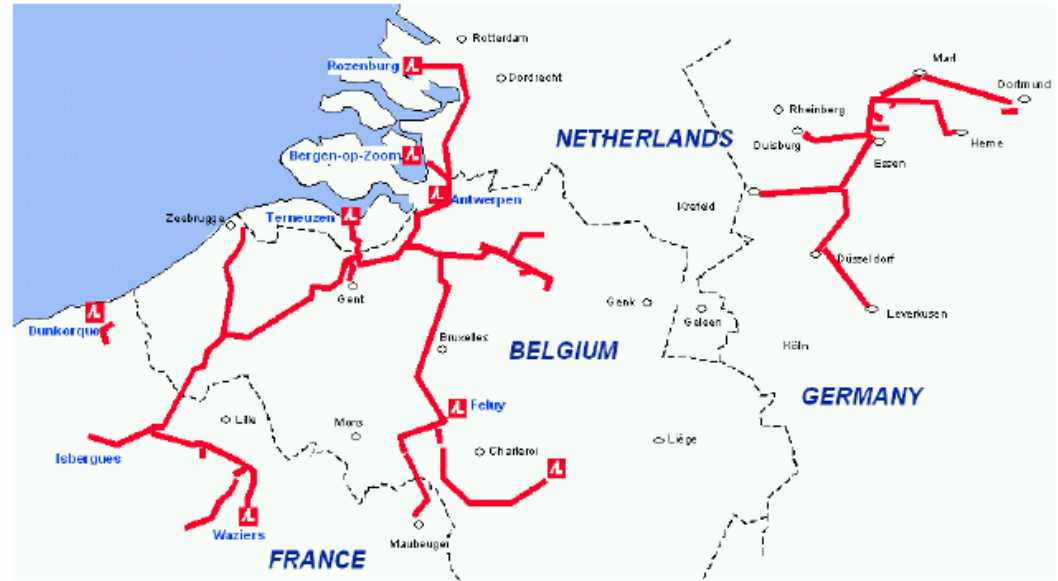 Rotterdam
Marl
Rozenburg
Dordrecht
Dortmund
Rheinberg
NETHERLANDS
Duisburg
Herne
Bergen-op-Zoom
Essen
Antwerpen
Terneuzen
Krefeld
Zeebrugge
Düsseldorf
Gent
Genk
Geleen
Leverkusen
Dunkerque
Bruxelles
BELGIUM
Köln
GERMANY
Feluy
Lille
Mons
Isbergues
Charleroi
Liège
Waziers
Maubeuger
FRANCE